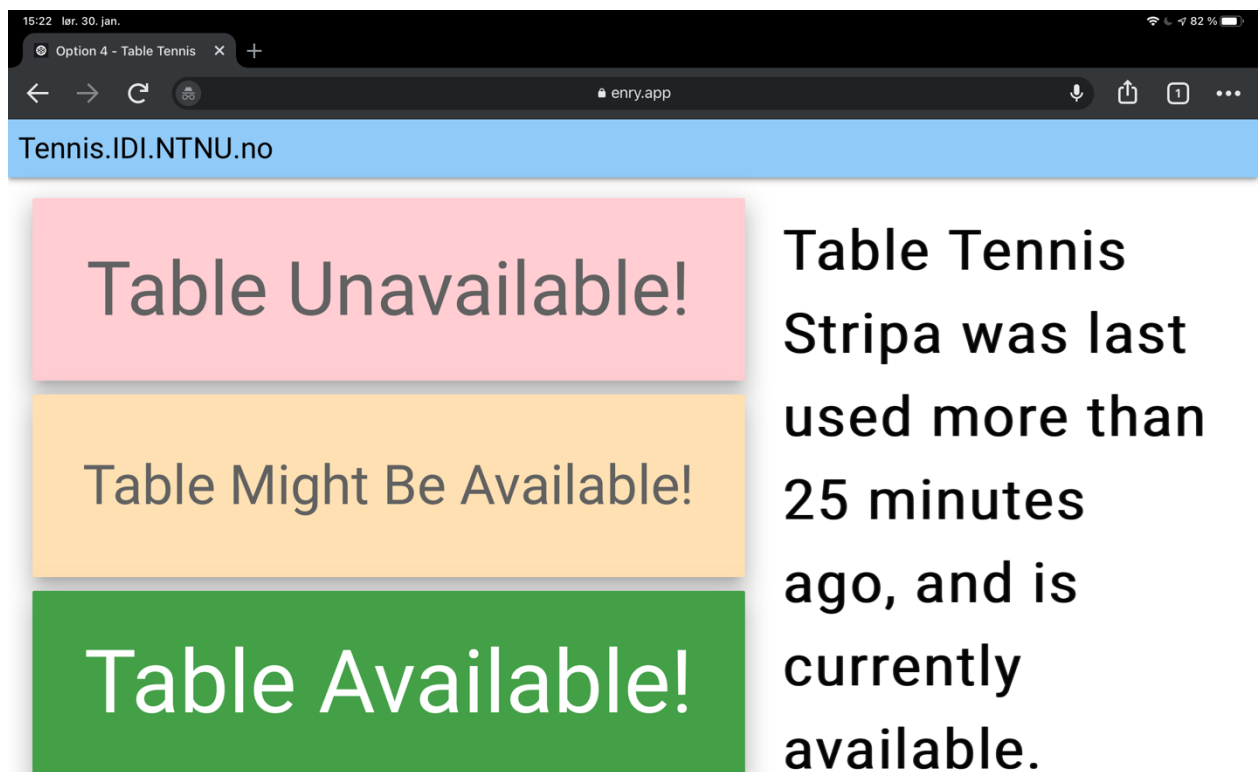 15:22 lør. 30. jan.
82 %
Option 4 - Table Tennis
enry.app
1
Tennis.IDI.NTNU.no
Table Unavailable!
Table Might Be Available!
Table Available!
Table Tennis
Stripa was last
used more than
25 minutes
ago, and is
currently
available.